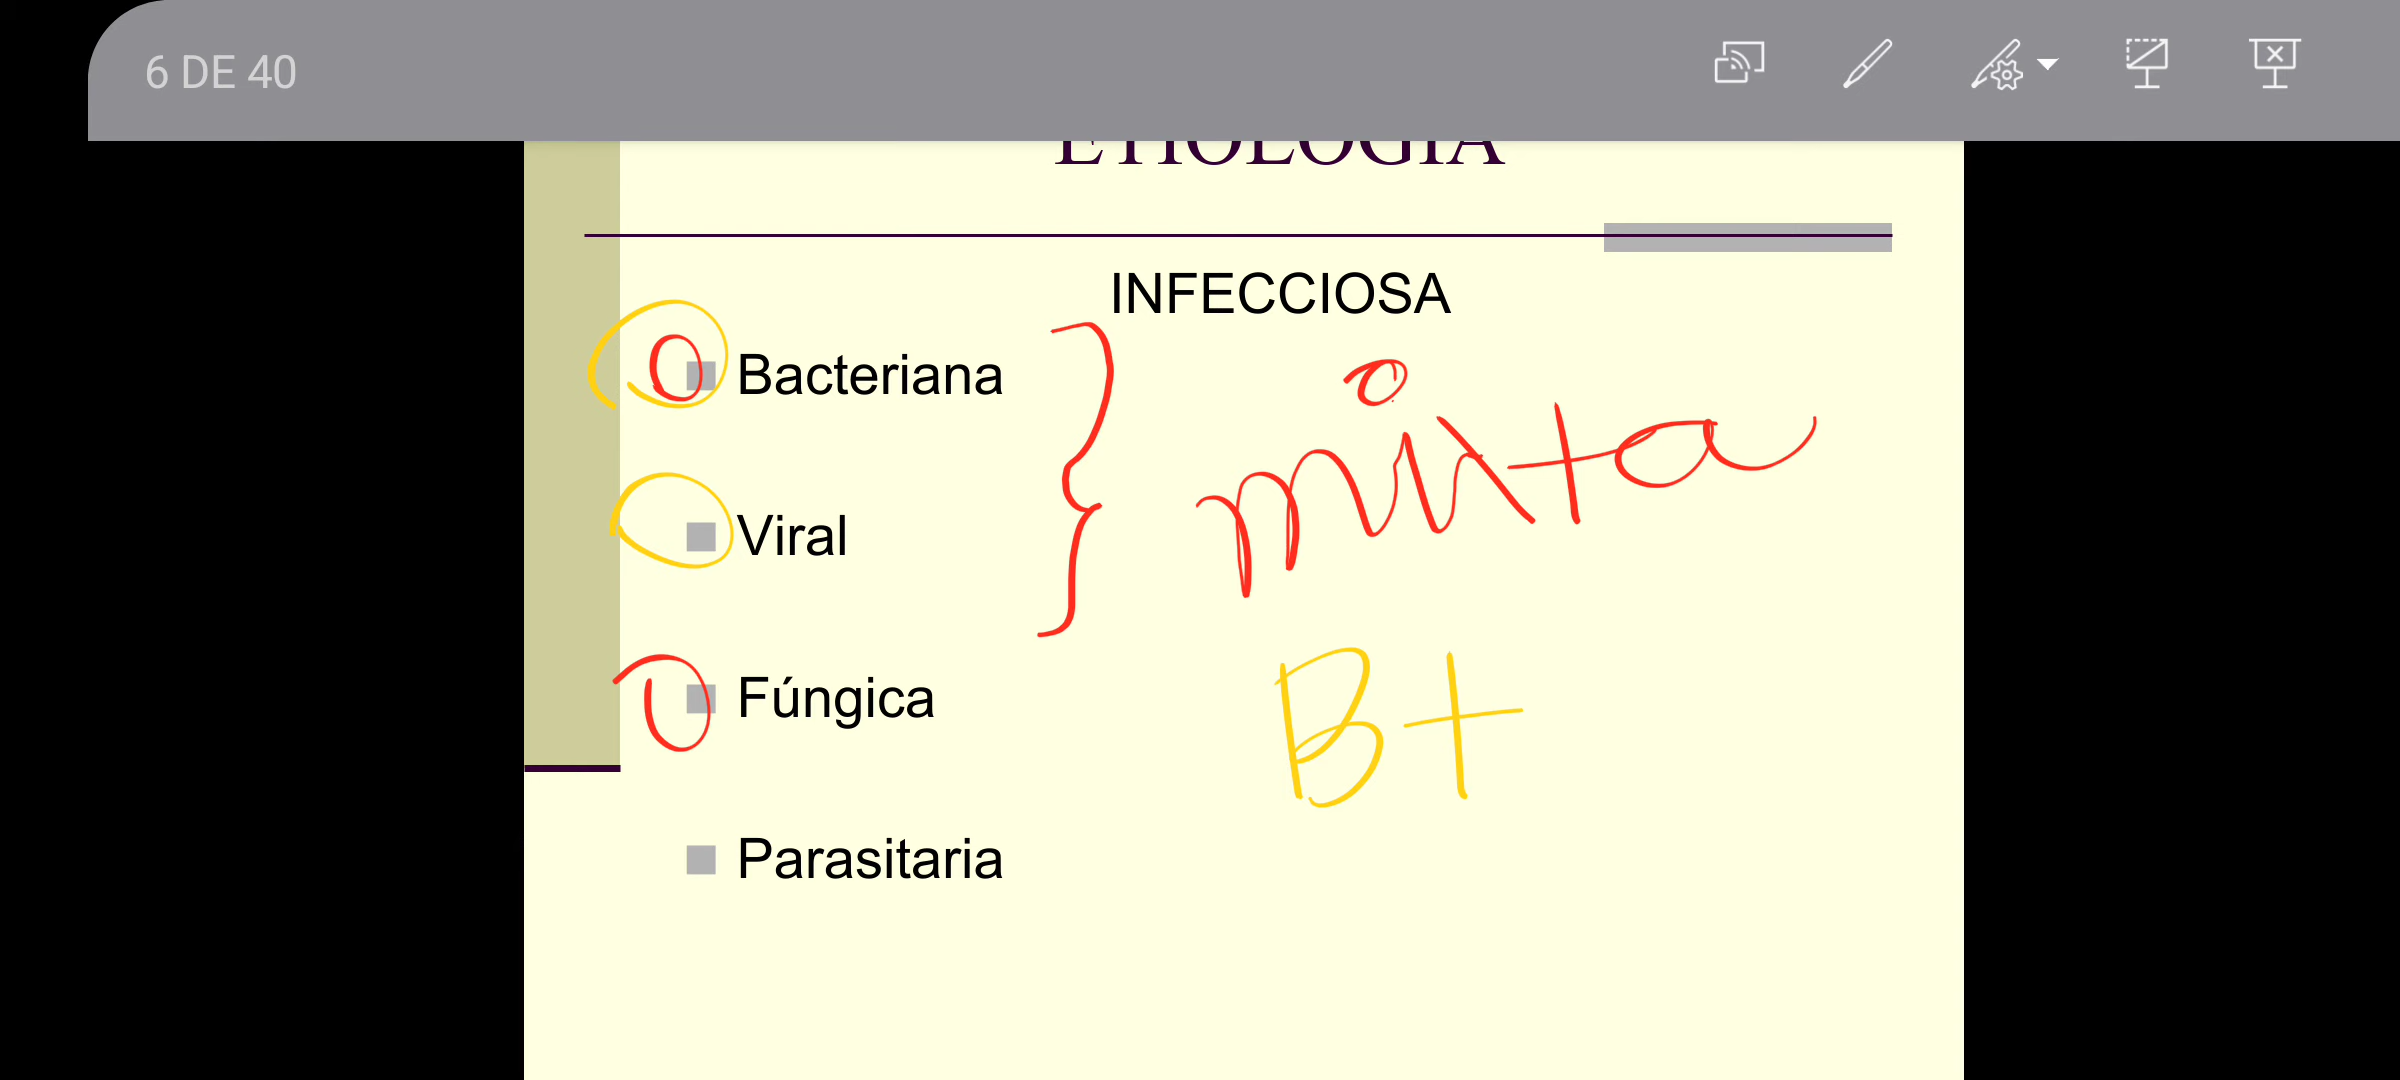 6 DE 40
ETIOLOGIA
INFECCIOSA
Bacteriana
mixta
Viral
Fúngica
B+
Parasitaria